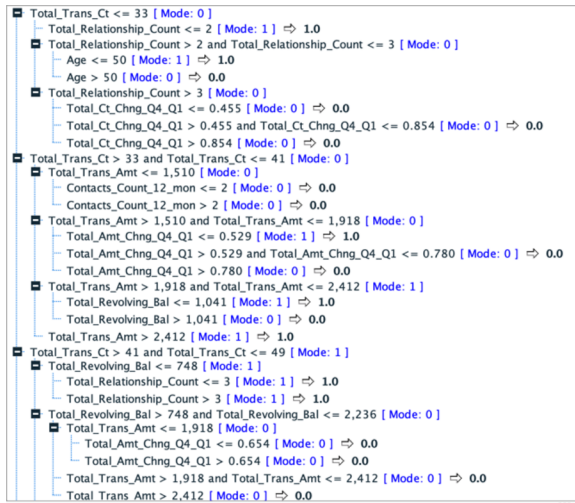 Total_Trans_Ct <= 33 [ Mode: 0 ]
Total_Relationship_Count <= 2 [ Mode: 1 ] ⇨ 1.0
Total_Relationship_Count > 2 and Total_Relationship_Count <= 3 [ Mode: 0 ]
Age <= 50 [ Mode: 1 ] ⇨ 1.0
Age > 50 [ Mode: 0 ] ⇨ 0.0
Total_Relationship_Count > 3 [ Mode: 0 ]
Total_Ct_Chng_Q4_Q1 <= 0.455 [ Mode: 0 ] ⇨ 0.0
Total_Ct_Chng_Q4_Q1 > 0.455 and Total_Ct_Chng_Q4_Q1 <= 0.854 [ Mode: 0 ] ⇨ 0.0
Total_Ct_Chng_Q4_Q1 > 0.854 [ Mode: 0 ] ⇨ 0.0
Total_Trans_Ct > 33 and Total_Trans_Ct <= 41 [ Mode: 0 ]
Total_Trans_Amt <= 1,510 [ Mode: 0 ]
Contacts_Count_12_mon <= 2 [ Mode: 0 ] ⇨ 0.0
Contacts_Count_12_mon > 2 [ Mode: 0 ] ⇨ 0.0
Total_Trans_Amt > 1,510 and Total_Trans_Amt <= 1,918 [ Mode: 0 ]
Total_Amt_Chng_Q4_Q1 <= 0.529 [ Mode: 1 ] ⇨ 1.0
Total_Amt_Chng_Q4_Q1 > 0.529 and Total_Amt_Chng_Q4_Q1 <= 0.780 [ Mode: 0 ] ⇨ 0.0
Total_Amt_Chng_Q4_Q1 > 0.780 [ Mode: 0 ] ⇨ 0.0
Total_Trans_Amt > 1,918 and Total_Trans_Amt <= 2,412 [ Mode: 1 ]
Total_Revolving_Bal <= 1,041 [ Mode: 1 ] ⇨ 1.0
Total_Revolving_Bal > 1,041 [ Mode: 0 ] ⇨ 0.0
Total_Trans_Amt > 2,412 [ Mode: 1 ] ⇨ 1.0
Total_Trans_Ct > 41 and Total_Trans_Ct <= 49 [ Mode: 1 ]
Total_Revolving_Bal <= 748 [ Mode: 1 ]
Total_Relationship_Count <= 3 [ Mode: 1 ] ⇨ 1.0
Total_Relationship_Count > 3 [ Mode: 1 ] ⇨ 1.0
Total_Revolving_Bal > 748 and Total_Revolving_Bal <= 2,236 [ Mode: 0 ]
Total_Trans_Amt <= 1,918 [ Mode: 0 ]
Total_Amt_Chng_Q4_Q1 <= 0.654 [ Mode: 0 ] ⇨ 0.0
Total_Amt_Chng_Q4_Q1 > 0.654 [ Mode: 0 ] ⇨ 0.0
Total_Trans_Amt > 1,918 and Total_Trans_Amt <= 2,412 [ Mode: 0 ] ⇨ 0.0
Total_Trans_Amt > 2,412 [ Mode: 0 ] ⇨ 0.0